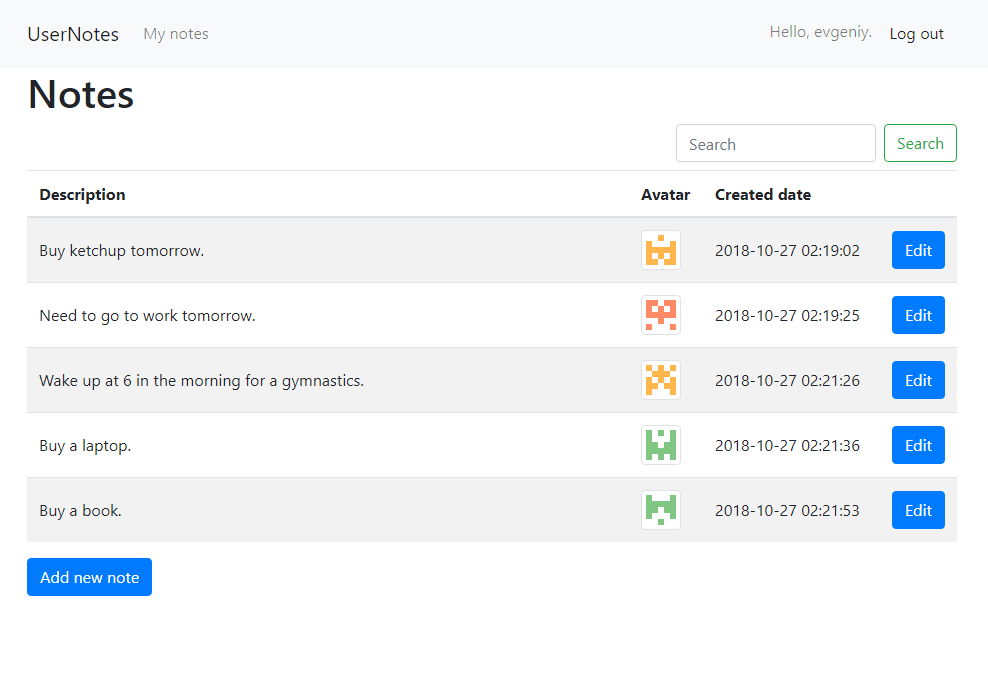 UserNotes My notes Hello, evgeniy. Log out
Notes
Search Search
Description Avatar Created date
Buy ketchup tomorrow. 2018-10-27 02:19:02 Edit
Need to go to work tomorrow. 2018-10-27 02:19:25 Edit
Wake up at 6 in the morning for a gymnastics. 2018-10-27 02:21:26 Edit
Buy a laptop. 2018-10-27 02:21:36 Edit
Buy a book. 2018-10-27 02:21:53 Edit
Add new note